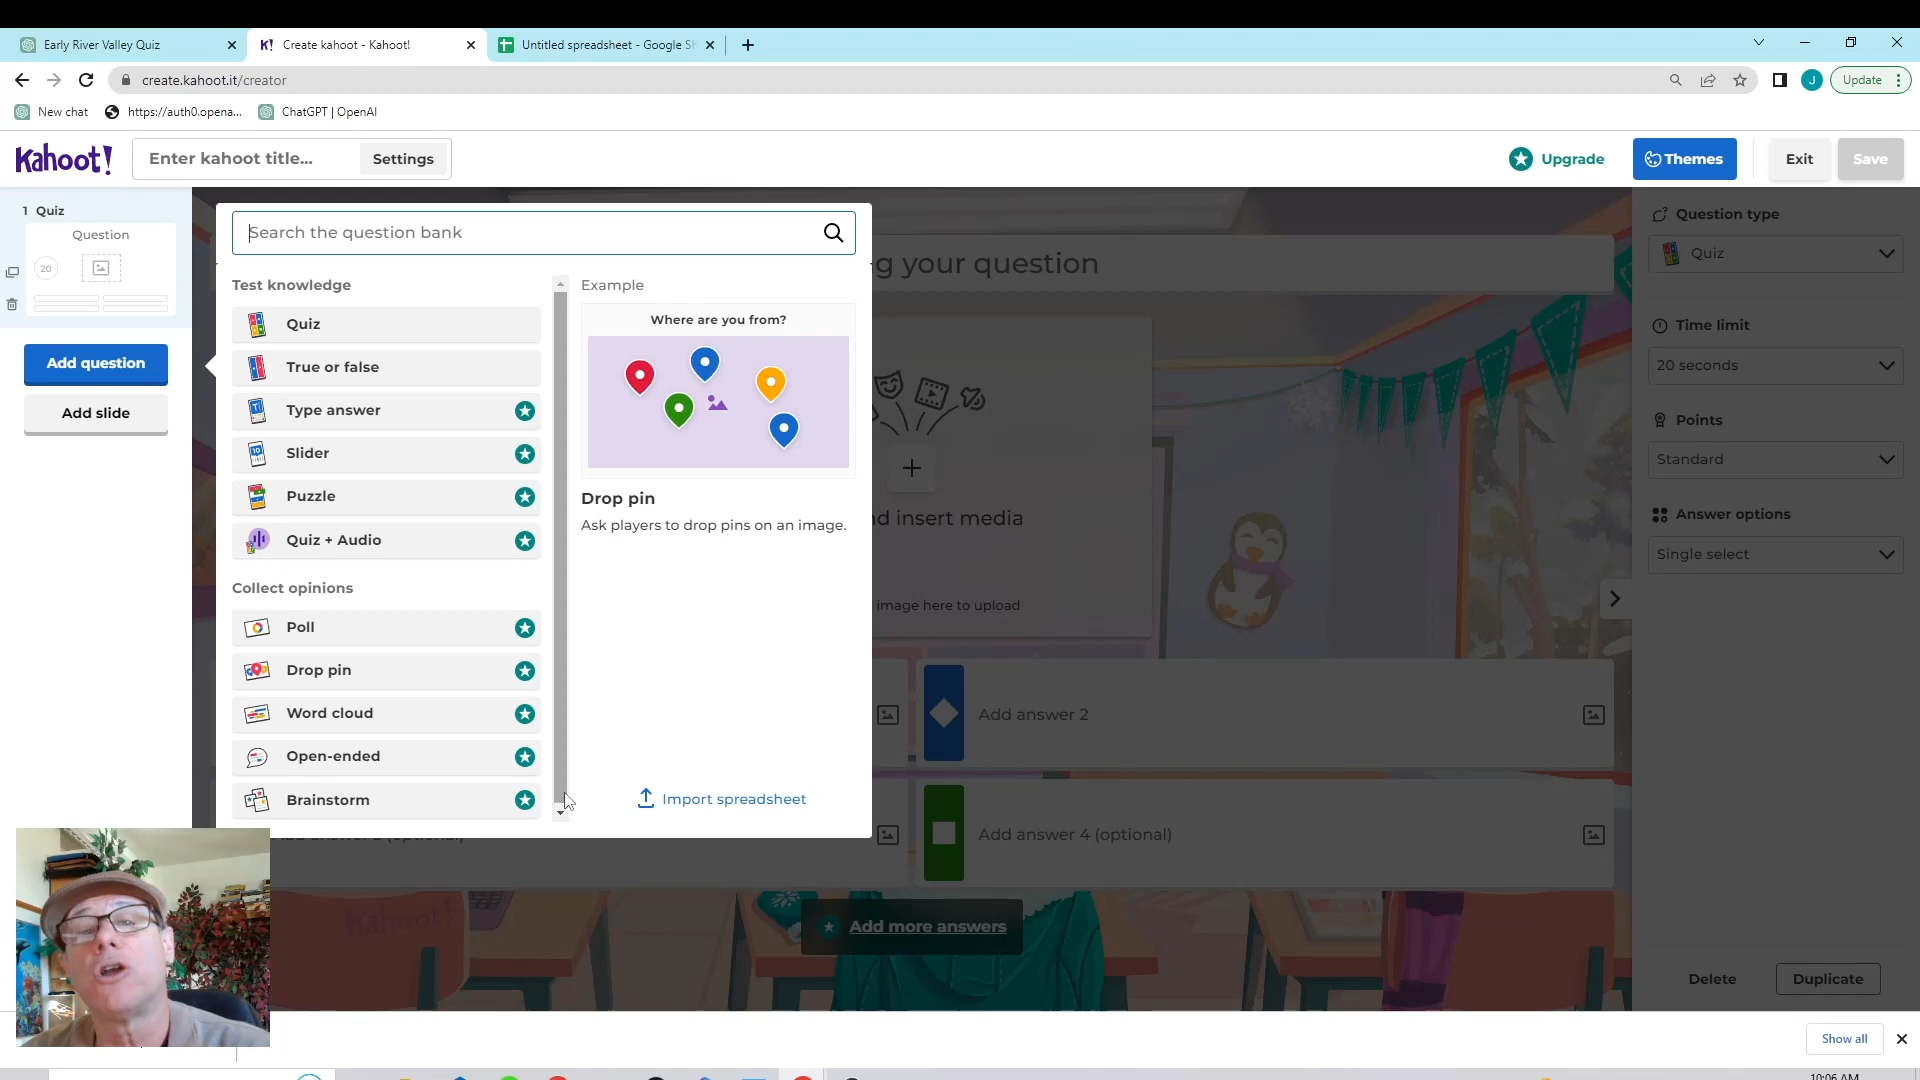 Early River Valley Quiz
K! Create kahoot - Kahoot!
Untitled spreadsheet - Google Sh
create.kahoot.it/creator
J
Update
New chat
https://auth0.opena...
ChatGPT | OpenAI
Kahoot!
Enter kahoot title...
Settings
Upgrade
Themes
Exit
Save
1 Quiz
Question
20
Add question
Add slide
Search the question bank
Test knowledge
Quiz
True or false
Type answer
Slider
Puzzle
Quiz + Audio
Collect opinions
Poll
Drop pin
Word cloud
Open-ended
Brainstorm
Example
Where are you from?
Drop pin
Ask players to drop pins on an image.
Import spreadsheet
g your question
nd insert media
image here to upload
Add answer 2
Add answer 4 (optional)
Add more answers
Question type
Quiz
Time limit
20 seconds
Points
Standard
Answer options
Single select
Delete
Duplicate
Show all
10:06 AM